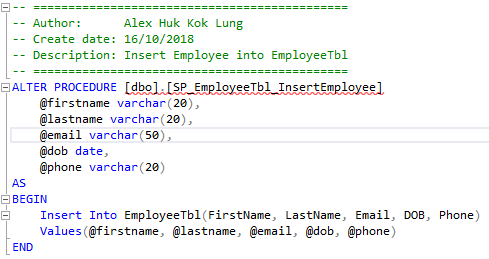 -- =============================================
-- Author:      Alex Huk Kok Lung
-- Create date: 16/10/2018
-- Description: Insert Employee into EmployeeTbl
-- =============================================
ALTER PROCEDURE [dbo].[SP_EmployeeTbl_InsertEmployee]
    @firstname varchar(20),
    @lastname varchar(20),
    @email varchar(50),
    @dob date,
    @phone varchar(20)
AS
BEGIN
    Insert Into EmployeeTbl(FirstName, LastName, Email, DOB, Phone)
    Values(@firstname, @lastname, @email, @dob, @phone)
END